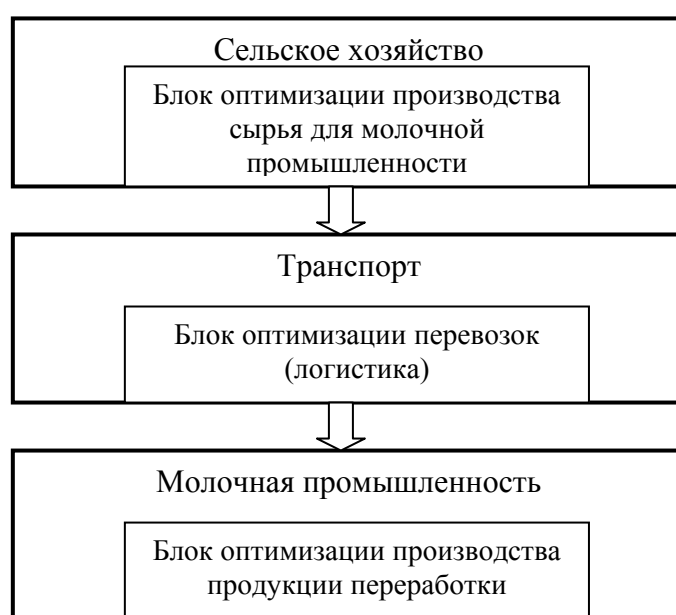 Сельское хозяйство
Блок оптимизации производства
сырья для молочной
промышленности
Транспорт
Блок оптимизации перевозок
(логистика)
Молочная промышленность
Блок оптимизации производства
продукции переработки